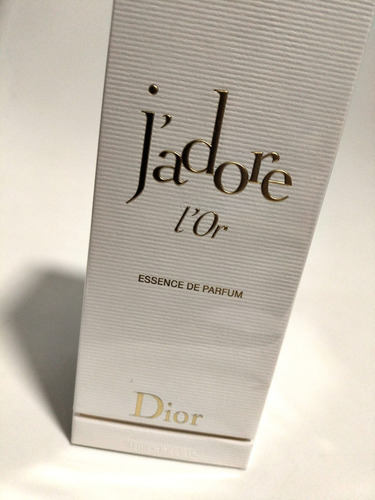 j'adore
l'Or
ESSENCE DE PARFUM
Dior